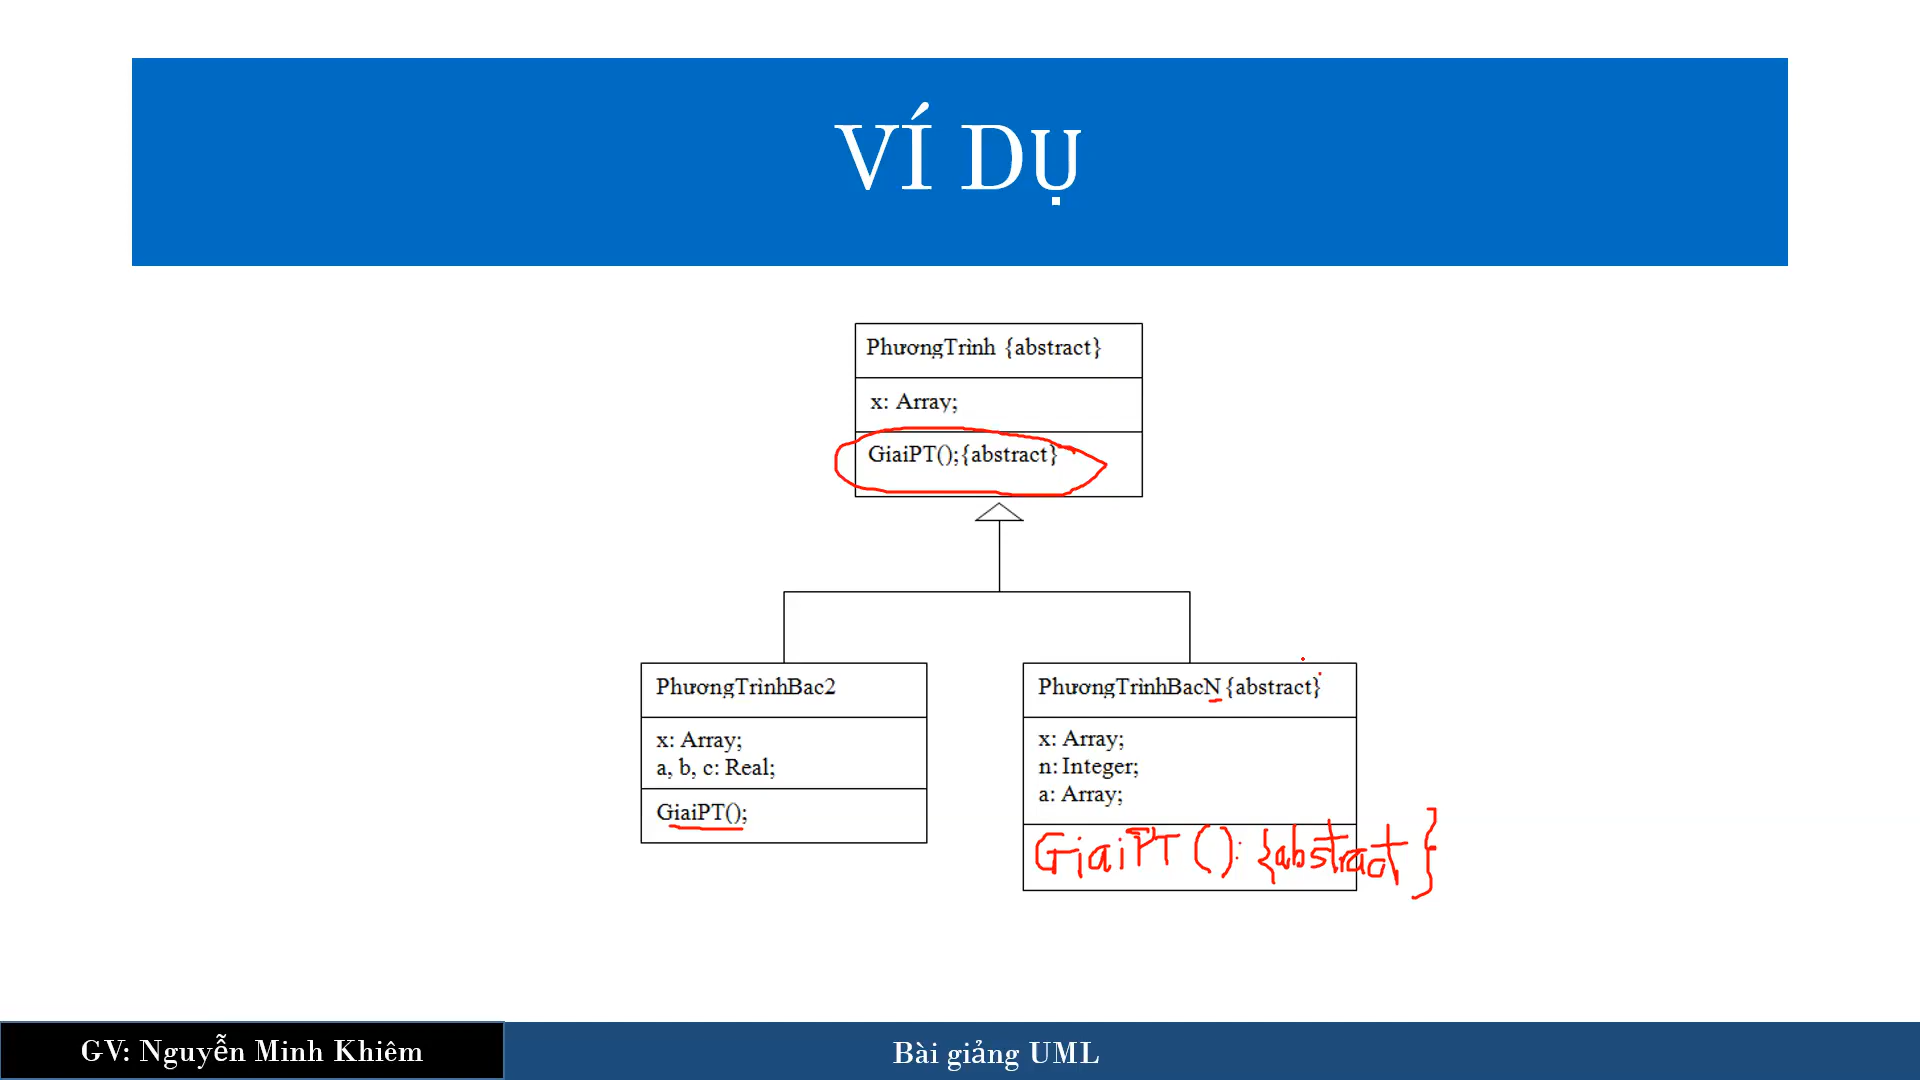 VÍ DỤ
PhươngTrình {abstract}
x: Array;
GiaiPT();{abstract}
PhươngTrìnhBac2
x: Array;
a, b, c: Real;
GiaiPT();
PhươngTrìnhBacN{abstract}
x: Array;
n: Integer;
a: Array;
GiaiPT(): {abstract}
GV: Nguyễn Minh Khiêm
Bài giảng UML